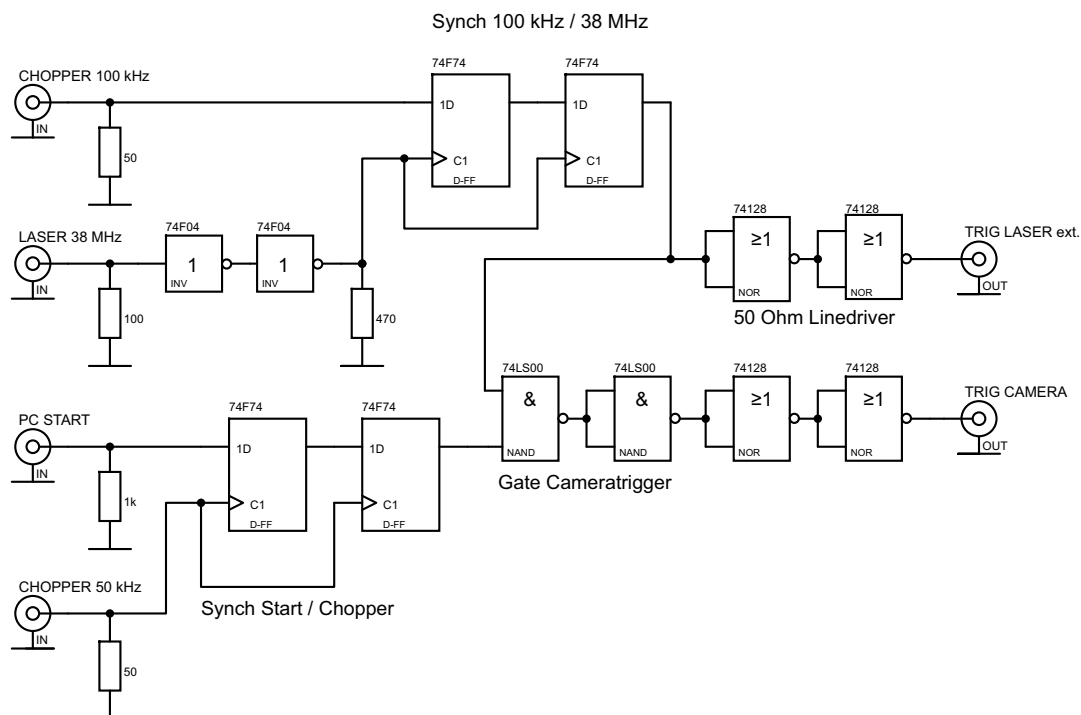 Synch 100 kHz / 38 MHz
CHOPPER 100 kHz
IN
50
74F74
1D
C1
D-FF
74F74
1D
C1
D-FF
LASER 38 MHz
IN
100
74F04
1
INV
74F04
1
INV
470
74128
≥1
NOR
74128
≥1
NOR
TRIG LASER ext.
OUT
50 Ohm Linedriver
PC START
IN
1k
74F74
1D
C1
D-FF
74F74
1D
C1
D-FF
74LS00
&
NAND
74LS00
&
NAND
74128
≥1
NOR
74128
≥1
NOR
TRIG CAMERA
OUT
Gate Cameratrigger
CHOPPER 50 kHz
IN
50
Synch Start / Chopper